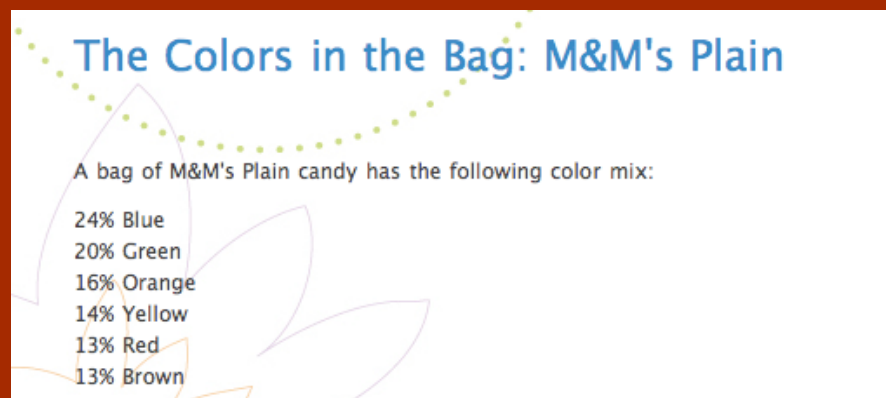 The Colors in the Bag: M&M's Plain
A bag of M&M's Plain candy has the following color mix:
24% Blue
20% Green
16% Orange
14% Yellow
13% Red
13% Brown